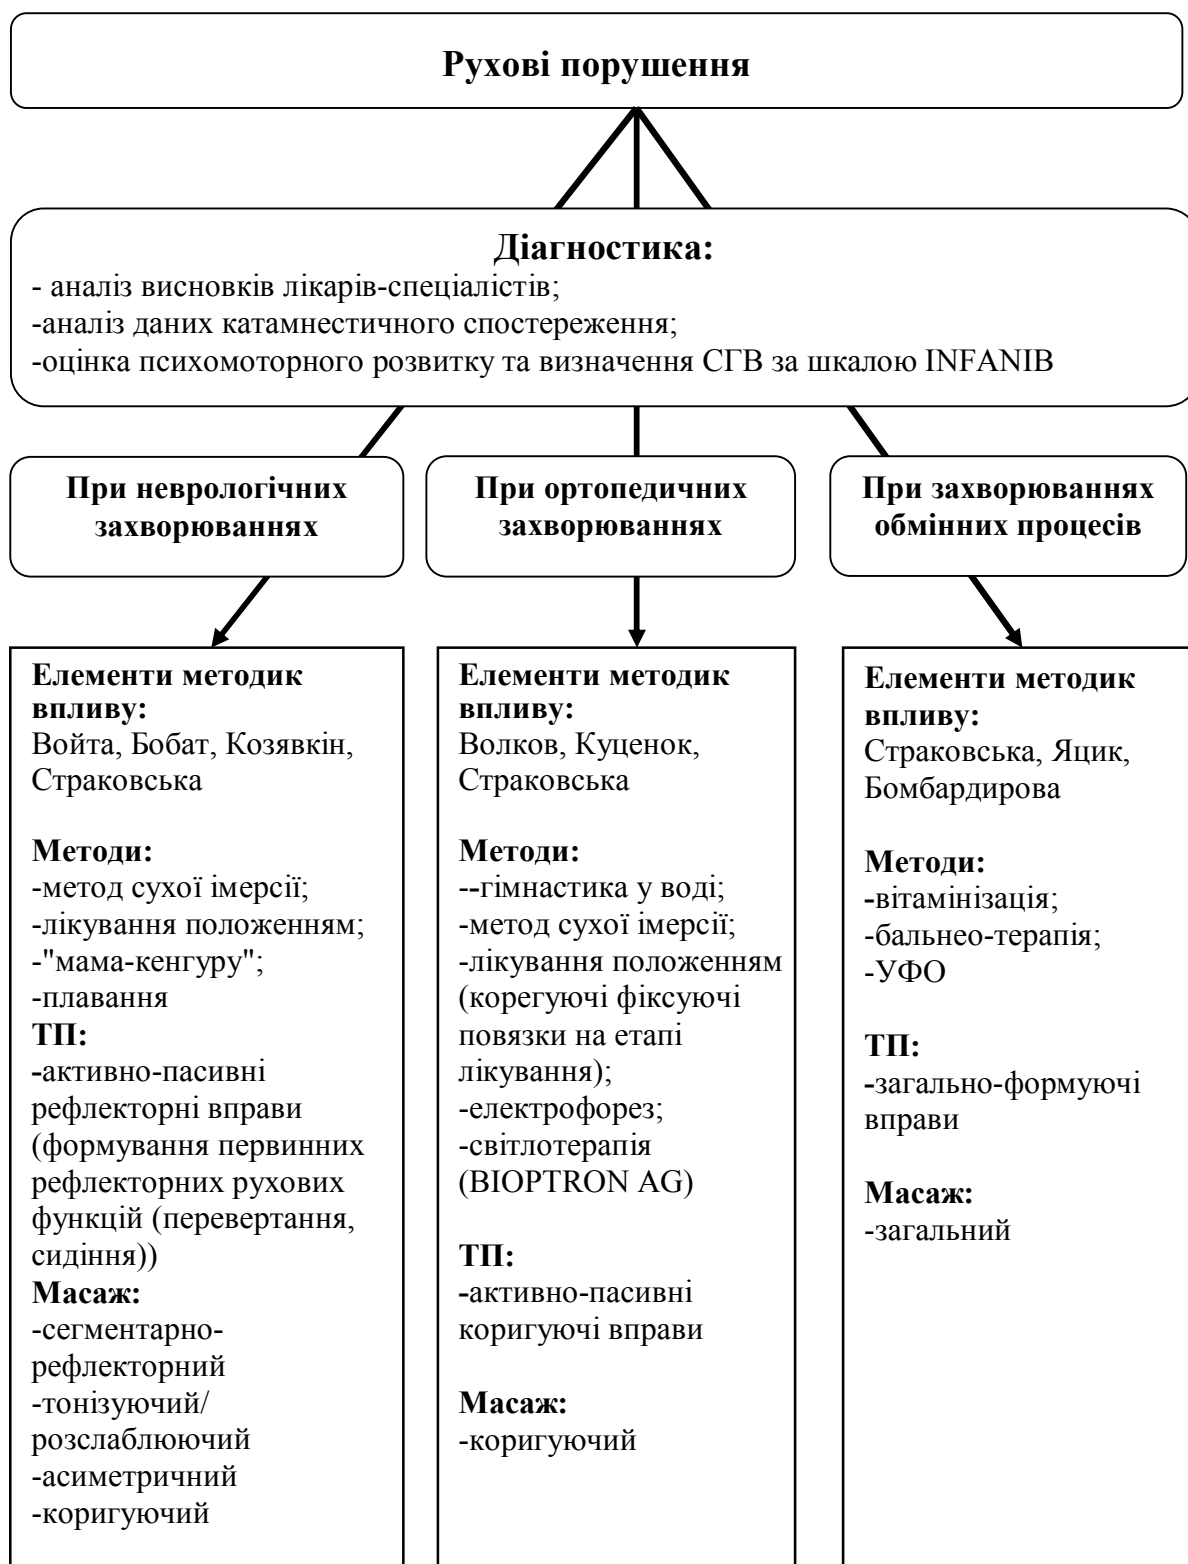 Рухові порушення
Діагностика:
- аналіз висновків лікарів-спеціалістів;
-аналіз даних катамнестичного спостереження;
-оцінка психомоторного розвитку та визначення СГВ за шкалою INFANIB
При неврологічних
захворюваннях
При ортопедичних
захворюваннях
При захворюваннях
обмінних процесів
Елементи методик
впливу:
Войта, Бобат, Козявкін,
Страковська
Методи:
-метод сухої імерсії;
-лікування положенням;
-"мама-кенгуру";
-плавання
ТП:
-активно-пасивні
рефлекторні вправи
(формування первинних
рефлекторних рухових
функцій (перевертання,
сидіння))
Масаж:
-сегментарно-
рефлекторний
-тонізуючий/
розслаблюючий
-асиметричний
-коригуючий
Елементи методик
впливу:
Волков, Куценок,
Страковська
Методи:
--гімнастика у воді;
-метод сухої імерсії;
-лікування положенням
(корегуючі фіксуючі
повязки на етапі
лікування);
-електрофорез;
-світлотерапія
(BIOPTRON AG)
ТП:
-активно-пасивні
коригуючі вправи
Масаж:
-коригуючий
Елементи методик
впливу:
Страковська, Яцик,
Бомбардирова
Методи:
-вітамінізація;
-бальнео-терапія;
-УФО
ТП:
-загально-формуючі
вправи
Масаж:
-загальний